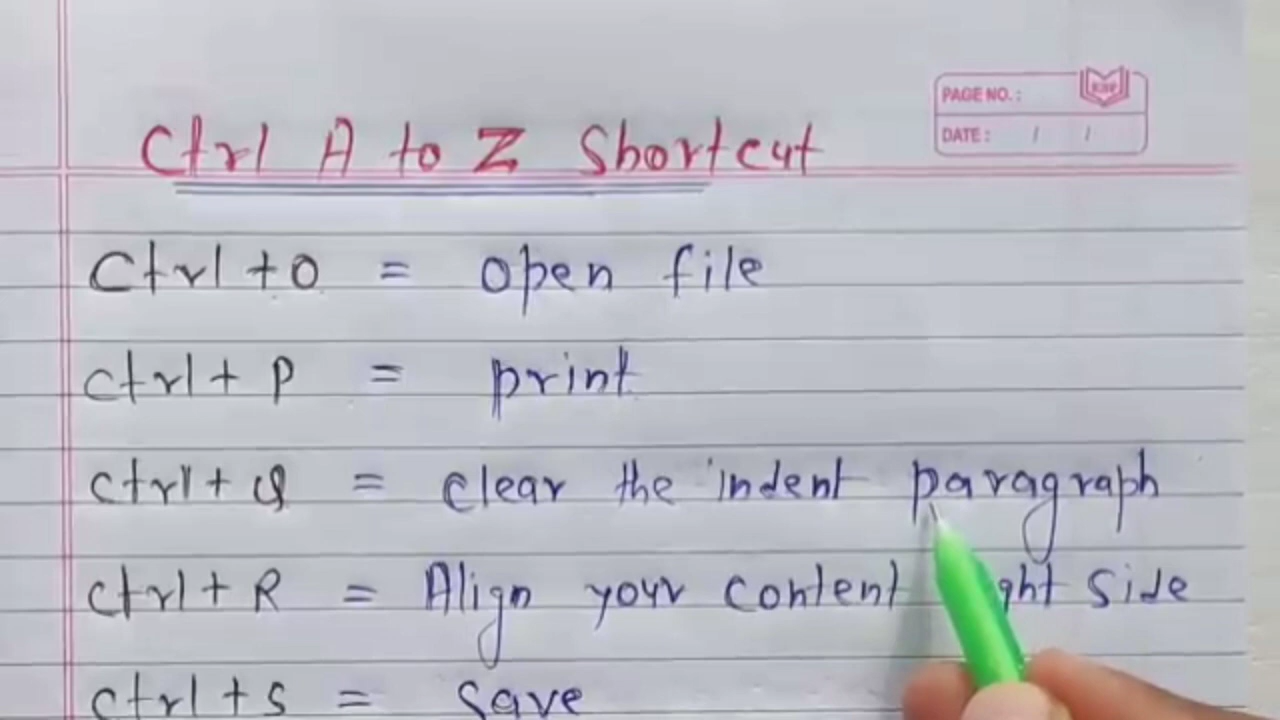 PAGE NO. :
DATE : / /
Ctrl A to Z Shortcut
Ctrl + O = open file
Ctrl + P = print
Ctrl + Q = clear the indent paragraph
Ctrl + R = Align your content ght Side
Ctrl + S = Save